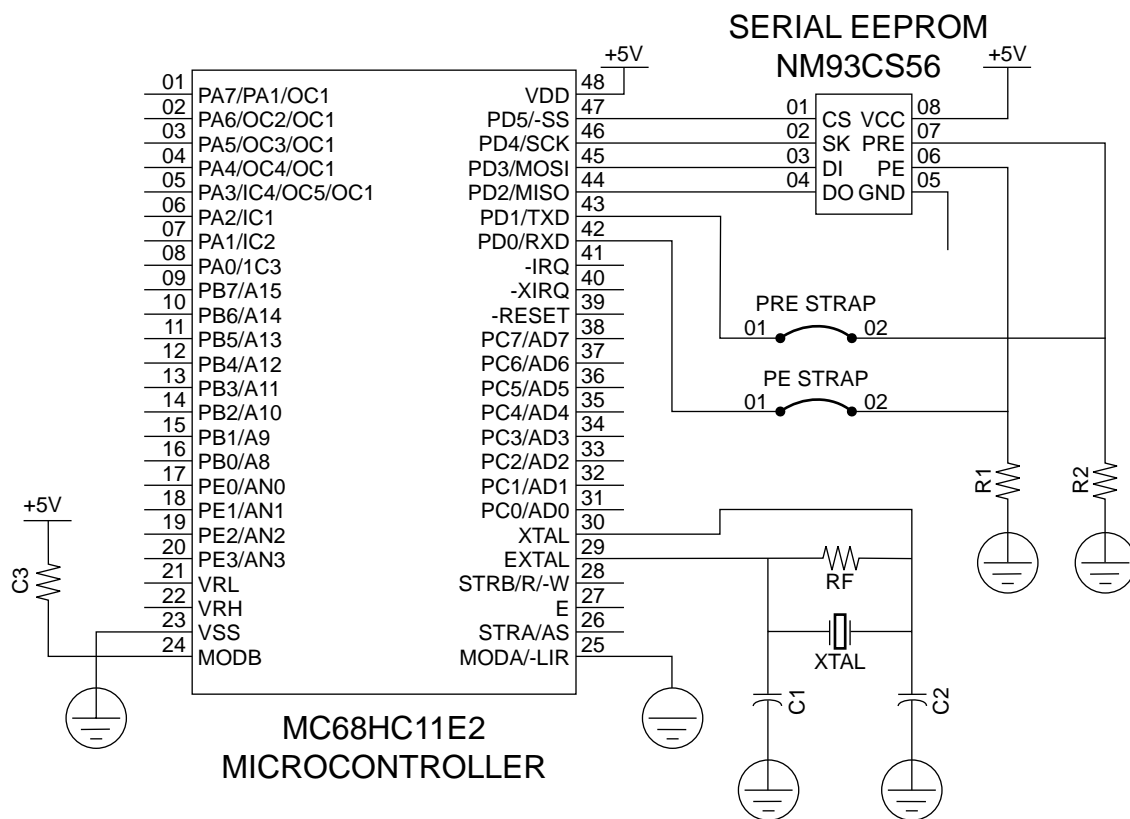 SERIAL EEPROM
NM93CS56
+5V
+5V
01 PA7/PA1/OC1
02 PA6/OC2/OC1
03 PA5/OC3/OC1
04 PA4/OC4/OC1
05 PA3/IC4/OC5/OC1
06 PA2/IC1
07 PA1/IC2
08 PA0/1C3
09 PB7/A15
10 PB6/A14
11 PB5/A13
12 PB4/A12
13 PB3/A11
14 PB2/A10
15 PB1/A9
16 PB0/A8
17 PE0/AN0
18 PE1/AN1
19 PE2/AN2
20 PE3/AN3
21 VRL
22 VRH
23 VSS
24 MODB
VDD 48
PD5/-SS 47
PD4/SCK 46
PD3/MOSI 45
PD2/MISO 44
PD1/TXD 43
PD0/RXD 42
-IRQ 41
-XIRQ 40
-RESET 39
PC7/AD7 38
PC6/AD6 37
PC5/AD5 36
PC4/AD4 35
PC3/AD3 34
PC2/AD2 33
PC1/AD1 32
PC0/AD0 31
XTAL 30
EXTAL 29
STRB/R/-W 28
E 27
STRA/AS 26
MODA/-LIR 25
01 CS VCC 08
02 SK PRE 07
03 DI PE 06
04 DO GND 05
PRE STRAP
01 02
PE STRAP
01 02
R1
R2
+5V
C3
RF
XTAL
C1
C2
MC68HC11E2
MICROCONTROLLER